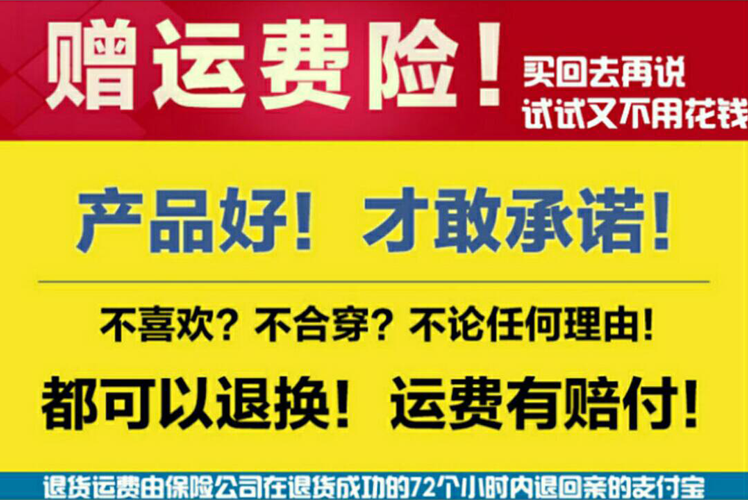 赠运费险！
买回去再说
试试又不用花钱
产品好！才敢承诺！
不喜欢？不合穿？不论任何理由！
都可以退换！运费有赔付！
退货运费由保险公司在退货成功的72个小时内退回亲的支付宝